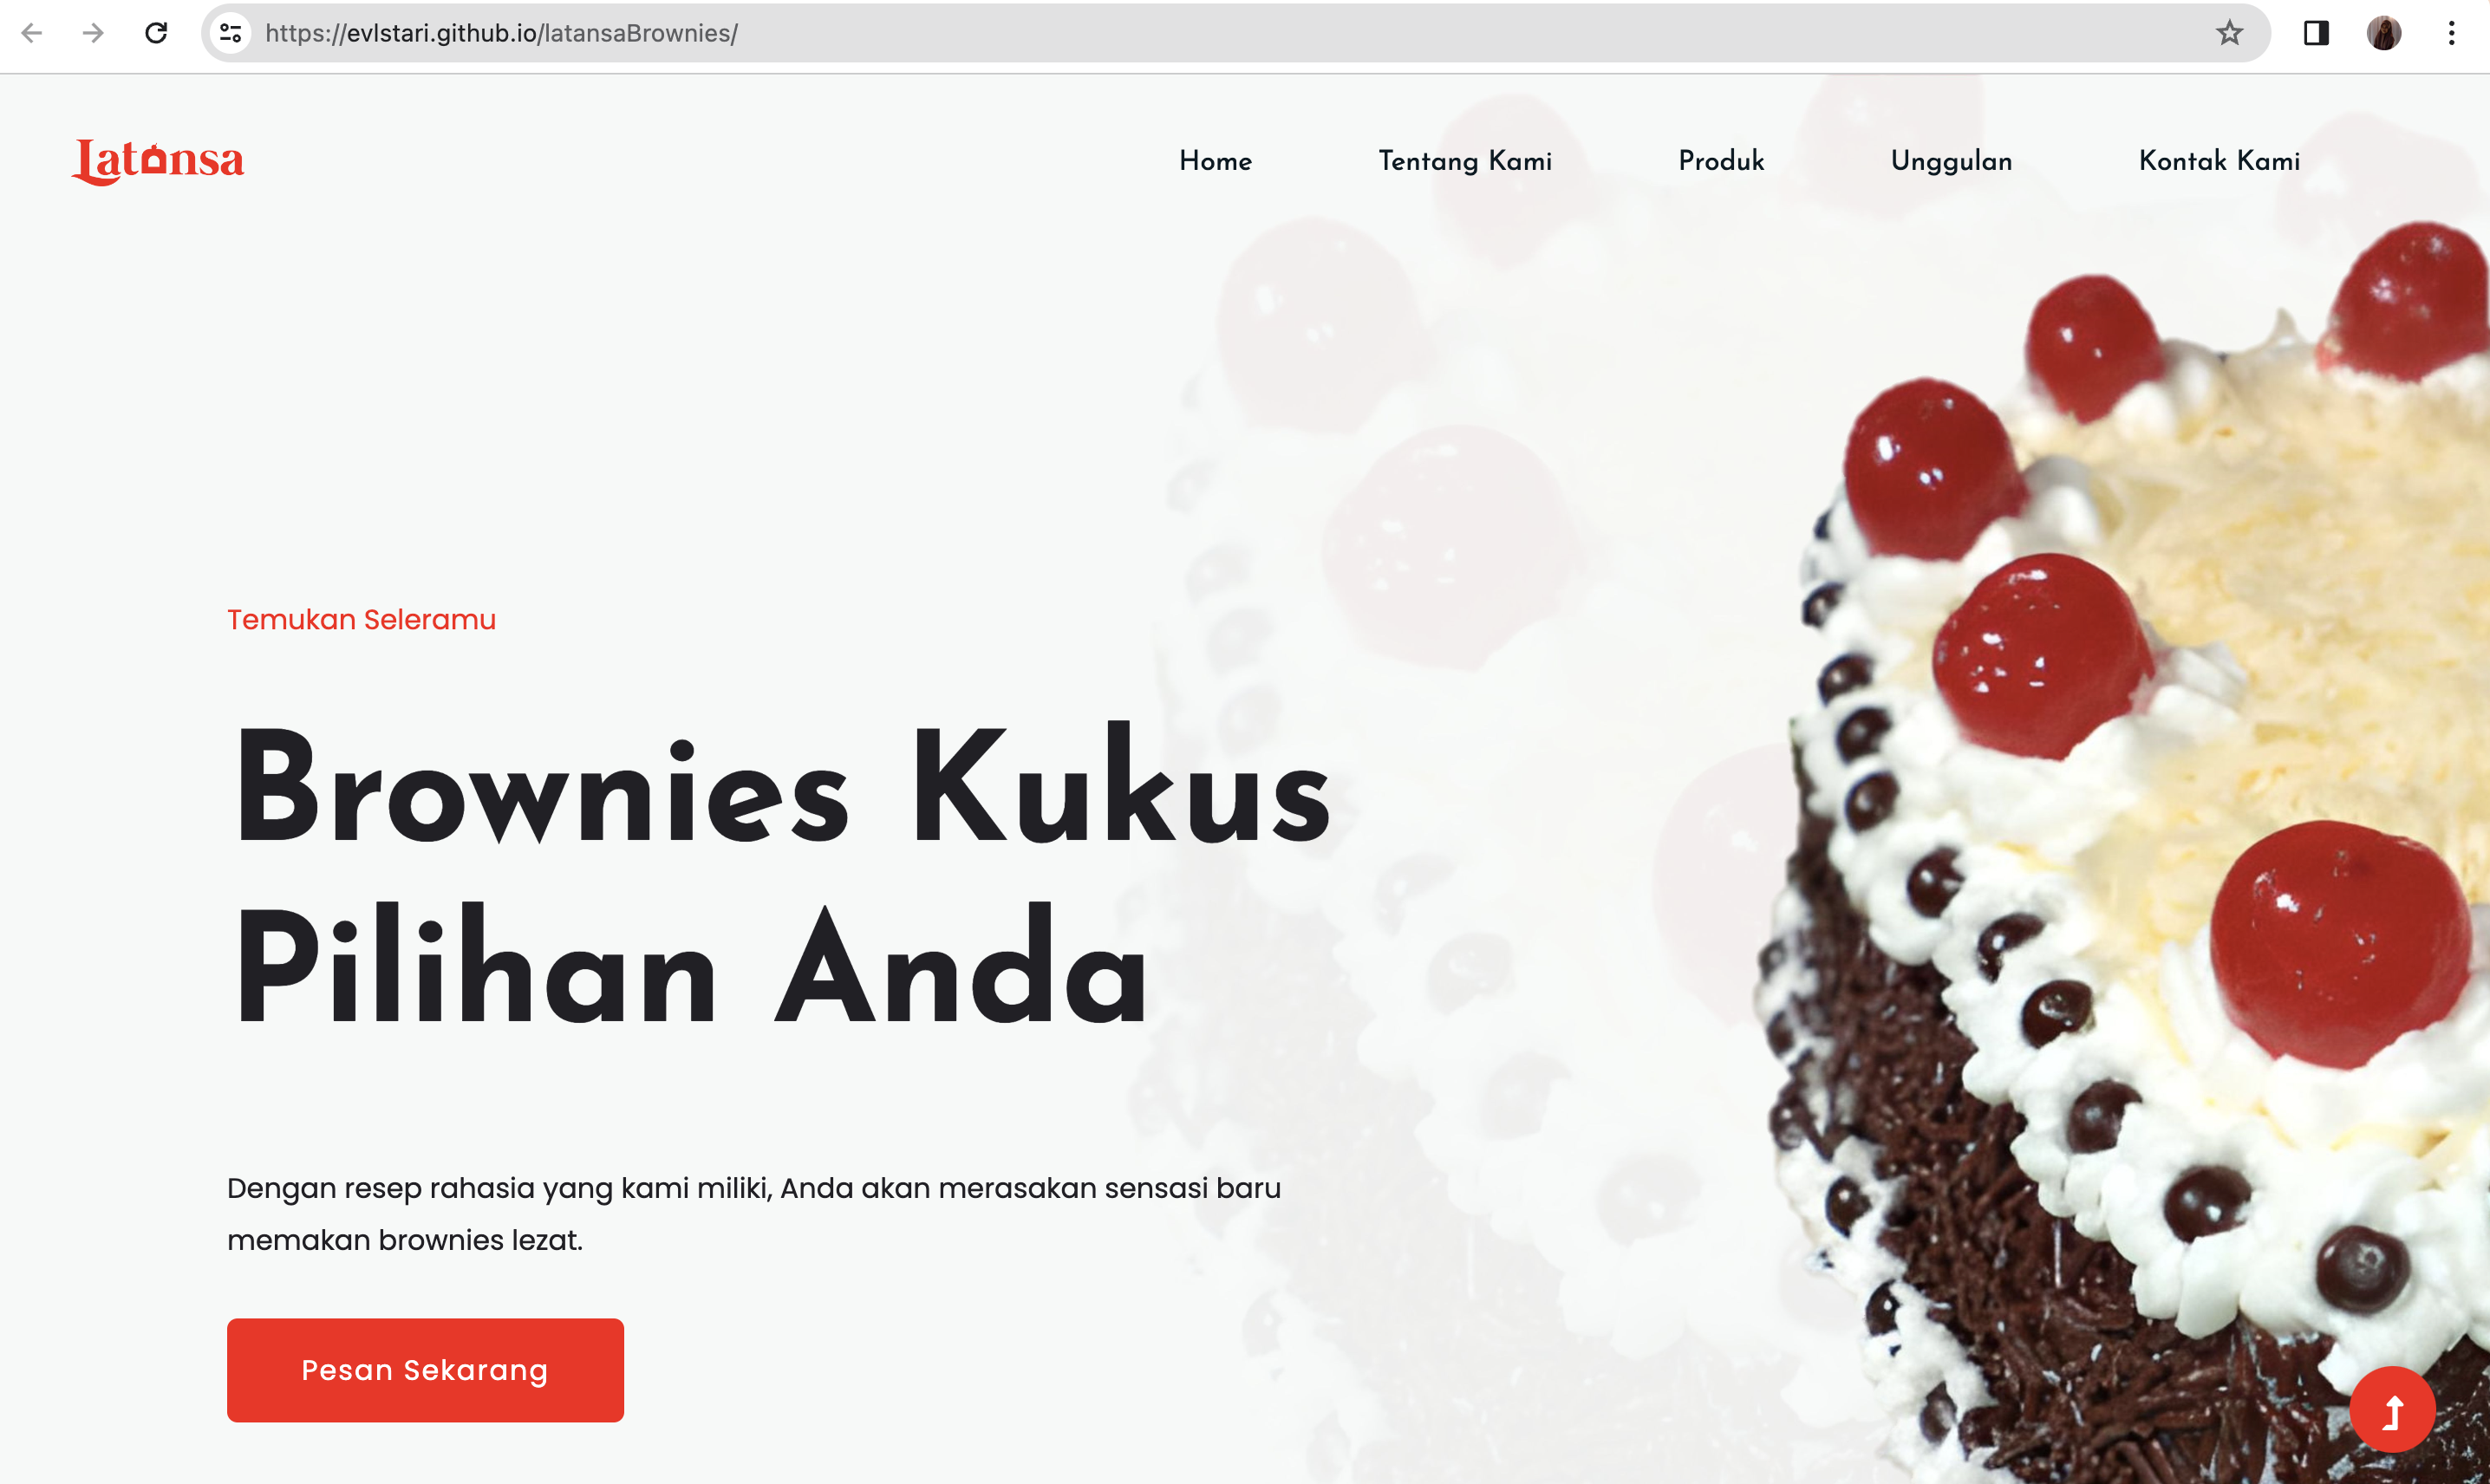 https://evlstari.github.io/latansaBrownies/
Latansa
Home Tentang Kami Produk Unggulan Kontak Kami
Temukan Seleramu
Brownies Kukus
Pilihan Anda
Dengan resep rahasia yang kami miliki, Anda akan merasakan sensasi baru
memakan brownies lezat.
Pesan Sekarang